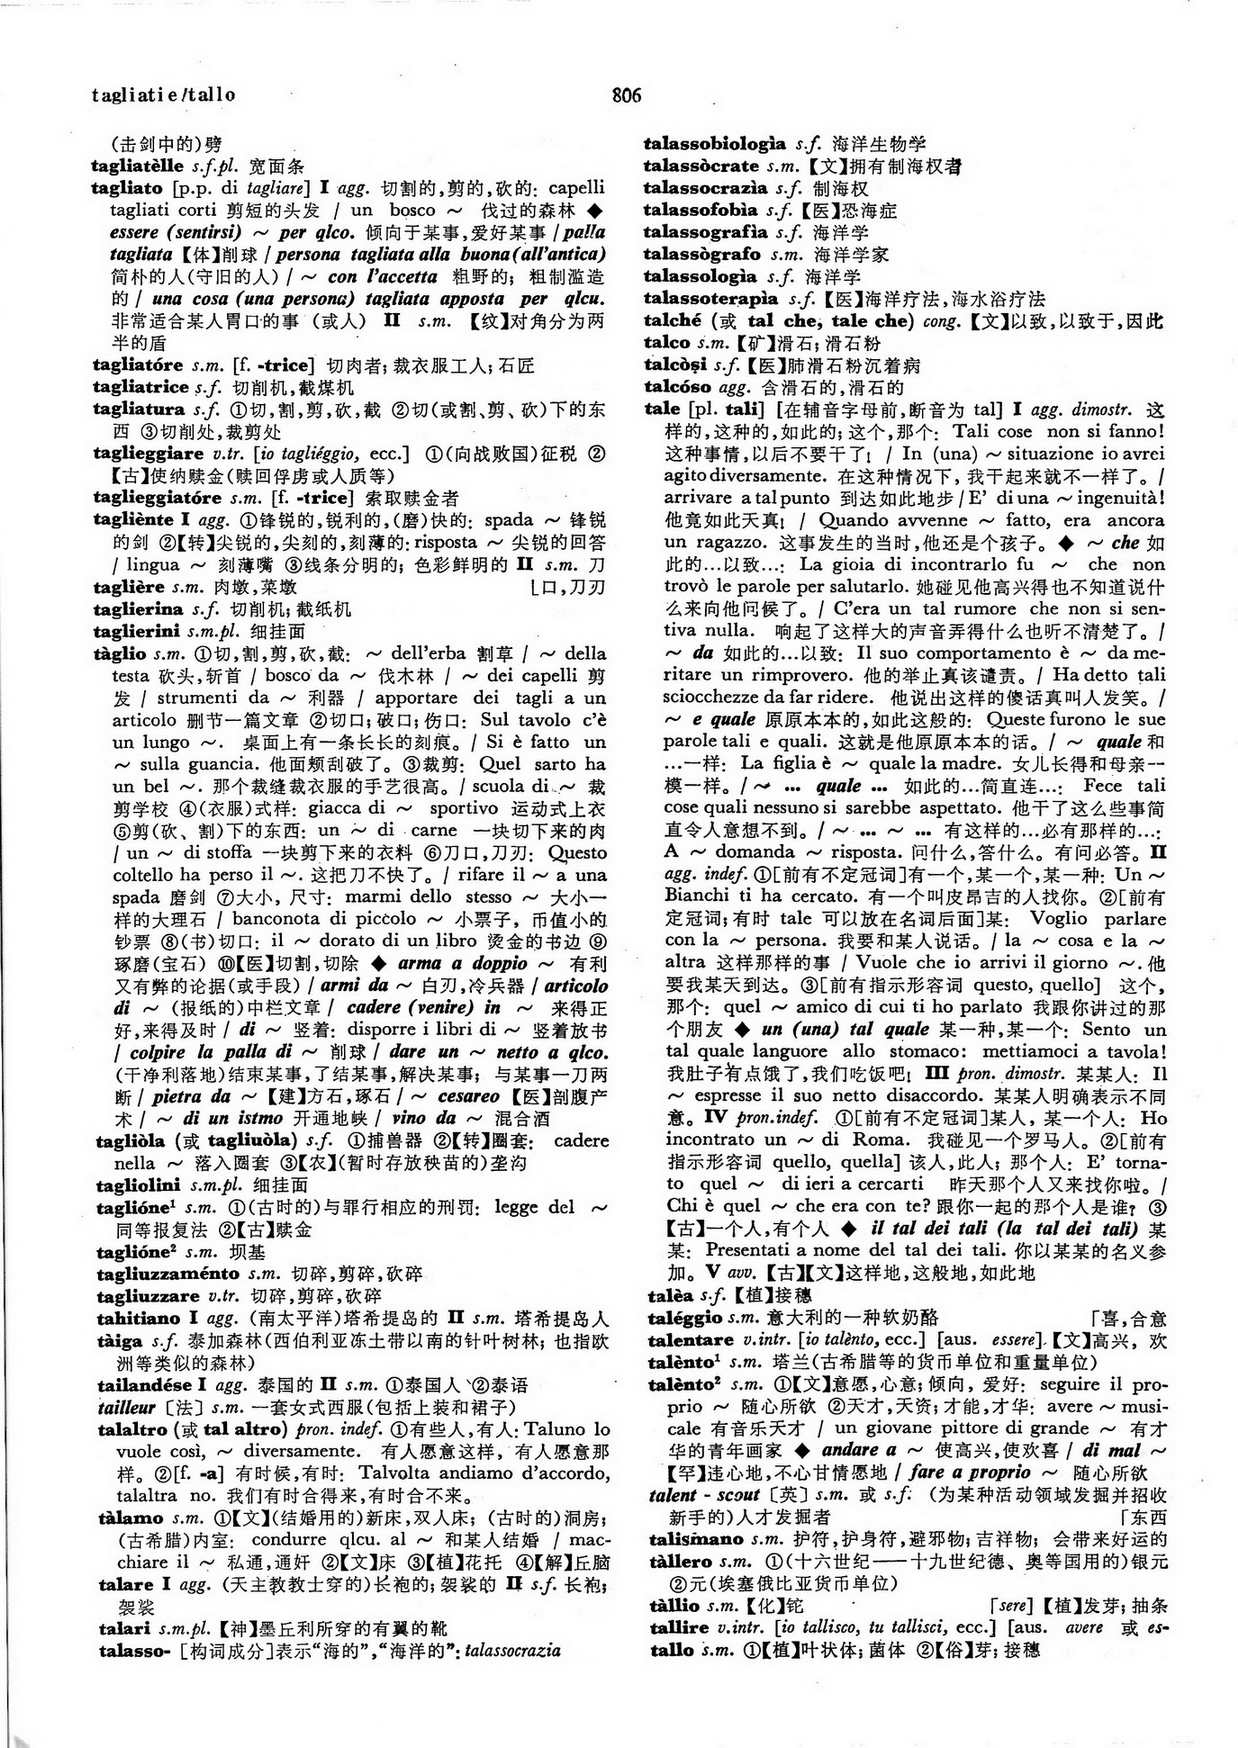 tagliatie/tallo
806
(击剑中的)劈
tagliatèlle s.f.pl. 宽面条
tagliato [p.p. di tagliare] I agg. 切割的,剪的,砍的: capelli
tagliati corti 剪短的头发 / un bosco ~ 伐过的森林 ◆
essere (sentirsi) ~ per qlco. 倾向于某事,爱好某事 / palla
tagliata 【体】削球 / persona tagliata alla buona (all'antica)
简朴的人(守旧的人) / ~ con l'accetta 粗野的; 粗制滥造
的 / una cosa (una persona) tagliata apposta per qlcu.
非常适合某人胃口的事 (或人) II s.m. 【纹】对角分为两
半的盾
tagliatóre s.m. [f. -trice] 切肉者; 裁衣服工人; 石匠
tagliatrice s.f. 切削机,截煤机
tagliatura s.f. ①切,割,剪,砍,截 ②切(或割、剪、砍)下的东
西 ③切削处,裁剪处
taglieggiare v.tr. [io tagliéggio, ecc.] ①(向战败国)征税 ②
【古】使纳赎金(赎回俘虏或人质等)
taglieggiatóre s.m. [f. -trice] 索取赎金者
tagliènte I agg. ①锋锐的,锐利的,(磨)快的: spada ~ 锋锐
的剑 ②【转】尖锐的,尖刻的,刻薄的: risposta ~ 尖锐的回答
/ lingua ~ 刻薄嘴 ③线条分明的; 色彩鲜明的 II s.m. 刀
taglière s.m. 肉墩,菜墩 ⌊口,刀刃
taglierina s.f. 切削机; 截纸机
taglierini s.m.pl. 细挂面
tàglio s.m. ①切,割,剪,砍,截: ~ dell'erba 割草 / ~ della
testa 砍头,斩首 / bosco da ~ 伐木林 / ~ dei capelli 剪
发 / strumenti da ~ 利器 / apportare dei tagli a un
articolo 删节一篇文章 ②切口; 破口; 伤口: Sul tavolo c'è
un lungo ~. 桌面上有一条长长的刻痕。/ Si è fatto un
~ sulla guancia. 他面颊刮破了。③裁剪: Quel sarto ha
un bel ~. 那个裁缝裁衣服的手艺很高。/ scuola di ~ 裁
剪学校 ④(衣服)式样: giacca di ~ sportivo 运动式上衣
⑤剪(砍、割)下的东西: un ~ di carne 一块切下来的肉
/ un ~ di stoffa 一块剪下来的衣料 ⑥刀口,刀刃: Questo
coltello ha perso il ~. 这把刀不快了。/ rifare il ~ a una
spada 磨剑 ⑦大小, 尺寸: marmi dello stesso ~ 大小一
样的大理石 / banconota di piccolo ~ 小票子, 币值小的
钞票 ⑧(书)切口: il ~ dorato di un libro 烫金的书边 ⑨
琢磨(宝石) ⑩【医】切割,切除 ◆ arma a doppio ~ 有利
又有弊的论据(或手段) / armi da ~ 白刃,冷兵器 / articolo
di ~ (报纸的)中栏文章 / cadere (venire) in ~ 来得正
好,来得及时 / di ~ 竖着: disporre i libri di ~ 竖着放书
/ colpire la palla di ~ 削球 / dare un ~ netto a qlco.
(干净利落地)结束某事,了结某事,解决某事; 与某事一刀两
断 / pietra da ~ 【建】方石,琢石 / ~ cesareo 【医】剖腹产
术 / ~ di un istmo 开通地峡 / vino da ~ 混合酒
tagliòla (或 tagliuòla) s.f. ①捕兽器 ②【转】圈套: cadere
nella ~ 落入圈套 ③【农】(暂时存放秧苗的)垄沟
tagliolini s.m.pl. 细挂面
taglióne¹ s.m. ①(古时的)与罪行相应的刑罚: legge del ~
同等报复法 ②【古】赎金
taglióne² s.m. 坝基
tagliuzzaménto s.m. 切碎,剪碎,砍碎
tagliuzzare v.tr. 切碎,剪碎,砍碎
tahitiano I agg. (南太平洋)塔希提岛的 II s.m. 塔希提岛人
tàiga s.f. 泰加森林(西伯利亚冻土带以南的针叶树林; 也指欧
洲等类似的森林)
tailandése I agg. 泰国的 II s.m. ①泰国人 ②泰语
tailleur 〔法〕 s.m. 一套女式西服(包括上装和裙子)
talaltro (或 tal altro) pron. indef. ①有些人,有人: Taluno lo
vuole così, ~ diversamente. 有人愿意这样, 有人愿意那
样。②[f. -a] 有时候,有时: Talvolta andiamo d'accordo,
talaltra no. 我们有时合得来,有时合不来。
tàlamo s.m. ①【文】(结婚用的)新床,双人床; (古时的)洞房;
(古希腊)内室: condurre qlcu. al ~ 和某人结婚 / mac-
chiare il ~ 私通,通奸 ②【文】床 ③【植】花托 ④【解】丘脑
talare I agg. (天主教教士穿的)长袍的; 袈裟的 II s.f. 长袍;
袈裟
talari s.m.pl. 【神】墨丘利所穿的有翼的靴
talasso- [构词成分]表示“海的”,“海洋的”: talassocrazia
talassobiologìa s.f. 海洋生物学
talassòcrate s.m. 【文】拥有制海权者
talassocrazìa s.f. 制海权
talassofobìa s.f. 【医】恐海症
talassografìa s.f. 海洋学
talassògrafo s.m. 海洋学家
talassologìa s.f. 海洋学
talassoterapìa s.f. 【医】海洋疗法,海水浴疗法
talché (或 tal che, tale che) cong. 【文】以致,以致于,因此
talco s.m. 【矿】滑石; 滑石粉
talcòsi s.f. 【医】肺滑石粉沉着病
talcóso agg. 含滑石的,滑石的
tale [pl. tali] [在辅音字母前,断音为 tal] I agg. dimostr. 这
样的,这种的,如此的; 这个,那个: Tali cose non si fanno!
这种事情,以后不要干了! / In (una) ~ situazione io avrei
agito diversamente. 在这种情况下, 我干起来就不一样了。/
arrivare a tal punto 到达如此地步 / E' di una ~ ingenuità!
他竟如此天真! / Quando avvenne ~ fatto, era ancora
un ragazzo. 这事发生的当时,他还是个孩子。◆ ~ che 如
此的…以致…: La gioia di incontrarlo fu ~ che non
trovò le parole per salutarlo. 她碰见他高兴得也不知道说什
么来向他问候了。/ C'era un tal rumore che non si sen-
tiva nulla. 响起了这样大的声音弄得什么也听不清楚了。/
~ da 如此的…以致: Il suo comportamento è ~ da me-
ritare un rimprovero. 他的举止真该谴责。/ Ha detto tali
sciocchezze da far ridere. 他说出这样的傻话真叫人发笑。/
~ e quale 原原本本的,如此这般的: Queste furono le sue
parole tali e quali. 这就是他原原本本的话。/ ~ quale 和
…一样: La figlia è ~ quale la madre. 女儿长得和母亲一
模一样。/ ~ … quale … 如此的…简直连…: Fece tali
cose quali nessuno si sarebbe aspettato. 他干了这么些事简
直令人意想不到。/ ~ … ~ … 有这样的…必有那样的…:
A ~ domanda ~ risposta. 问什么,答什么。有问必答。II
agg. indef. ①[前有不定冠词]有一个,某一个,某一种: Un ~
Bianchi ti ha cercato. 有一个叫皮昂吉的人找你。②[前有
定冠词; 有时 tale 可以放在名词后面]某: Voglio parlare
con la ~ persona. 我要和某人说话。/ la ~ cosa e la ~
altra 这样那样的事 / Vuole che io arrivi il giorno ~. 他
要我某天到达。③[前有指示形容词 questo, quello] 这个,
那个: quel ~ amico di cui ti ho parlato 我跟你讲过的那
个朋友 ◆ un (una) tal quale 某一种,某一个: Sento un
tal quale languore allo stomaco: mettiamoci a tavola!
我肚子有点饿了,我们吃饭吧! III pron. dimostr. 某某人: Il
~ espresse il suo netto disaccordo. 某某人明确表示不同
意。IV pron.indef. ①[前有不定冠词]某人, 某一个人: Ho
incontrato un ~ di Roma. 我碰见一个罗马人。②[前有
指示形容词 quello, quella] 该人,此人; 那个人: E' torna-
to quel ~ di ieri a cercarti 昨天那个人又来找你啦。/
Chi è quel ~ che era con te? 跟你一起的那个人是谁? ③
【古】一个人,有个人 ◆ il tal dei tali (la tal dei tali) 某
某: Presentati a nome del tal dei tali. 你以某某的名义参
加。V avv. 【古】【文】这样地,这般地,如此地
talèa s.f. 【植】接穗
taléggio s.m. 意大利的一种软奶酪 ⌈喜,合意
talentare v.intr. [io talènto, ecc.] [aus. essere] 【文】高兴, 欢
talènto¹ s.m. 塔兰(古希腊等的货币单位和重量单位)
talènto² s.m. ①【文】意愿,心意; 倾向, 爱好: seguire il pro-
prio ~ 随心所欲 ②天才,天资; 才能,才华: avere ~ musi-
cale 有音乐天才 / un giovane pittore di grande ~ 有才
华的青年画家 ◆ andare a ~ 使高兴,使欢喜 / di mal ~
【罕】违心地,不心甘情愿地 / fare a proprio ~ 随心所欲
talent - scout 〔英〕 s.m. 或 s.f. (为某种活动领域发掘并招收
新手的)人才发掘者 ⌈东西
talismano s.m. 护符,护身符,避邪物; 吉祥物; 会带来好运的
tàllero s.m. ①(十六世纪——十九世纪德、奥等国用的)银元
②元(埃塞俄比亚货币单位)
tàllio s.m. 【化】铊 ⌈sere] 【植】发芽; 抽条
tallire v.intr. [io tallisco, tu tallisci, ecc.] [aus. avere 或 es-
tallo s.m. ①【植】叶状体; 菌体 ②【俗】芽; 接穗